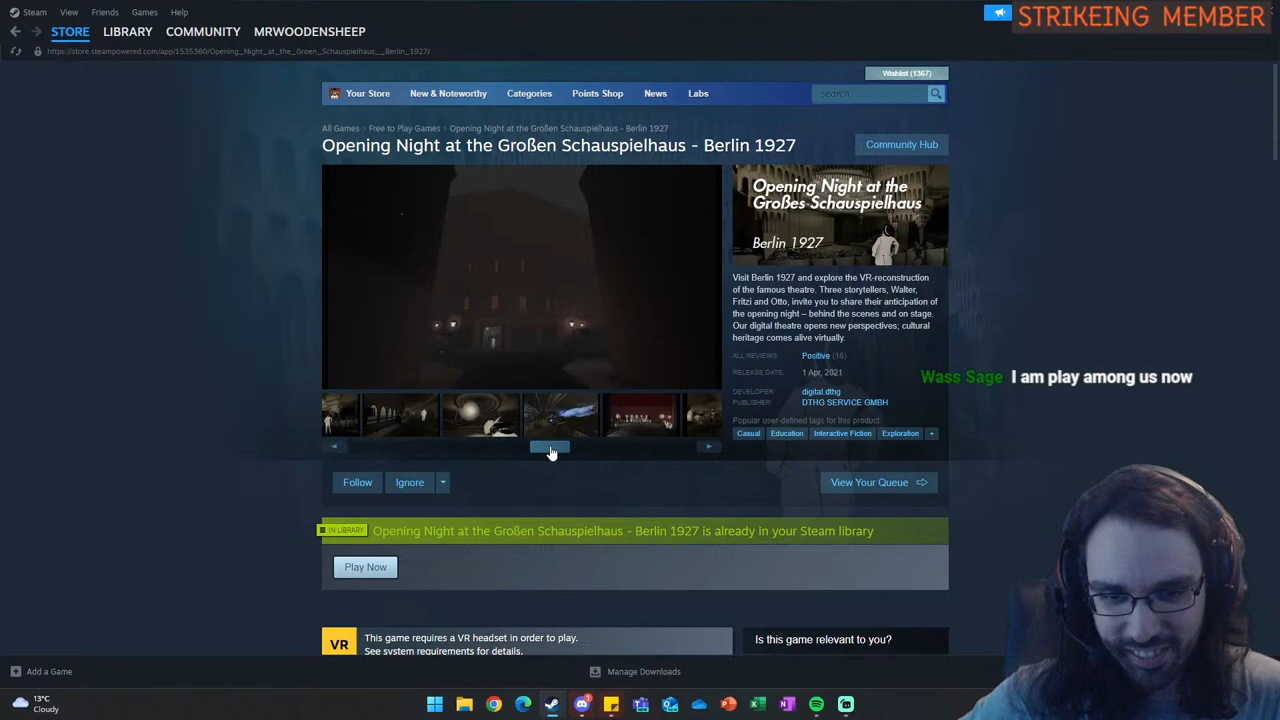 Steam View Friends Games Help
STRIKEING MEMBER
STORE LIBRARY COMMUNITY MRWOODENSHEEP
https://store.steampowered.com/app/1535360/Opening_Night_at_the_Groen_Schauspielhaus__Berlin_1927/
Wishlist (1367)
Your Store New & Noteworthy Categories Points Shop News Labs search
All Games > Free to Play Games > Opening Night at the Großen Schauspielhaus - Berlin 1927
Opening Night at the Großen Schauspielhaus - Berlin 1927
Community Hub
Opening Night at the
Großes Schauspielhaus
Berlin 1927
Visit Berlin 1927 and explore the VR-reconstruction
of the famous theatre. Three storytellers, Walter,
Fritzi and Otto, invite you to share their anticipation of
the opening night – behind the scenes and on stage.
Our digital theatre opens new perspectives; cultural
heritage comes alive virtually.
ALL REVIEWS: Positive (16)
RELEASE DATE: 1 Apr, 2021
DEVELOPER: digital.dthg
PUBLISHER: DTHG SERVICE GMBH
Popular user-defined tags for this product:
Casual Education Interactive Fiction Exploration +
Wass Sage I am play among us now
Follow Ignore
View Your Queue
IN LIBRARY Opening Night at the Großen Schauspielhaus - Berlin 1927 is already in your Steam library
Play Now
VR This game requires a VR headset in order to play.
See system requirements for details.
Is this game relevant to you?
Add a Game
Manage Downloads
13°C
Cloudy